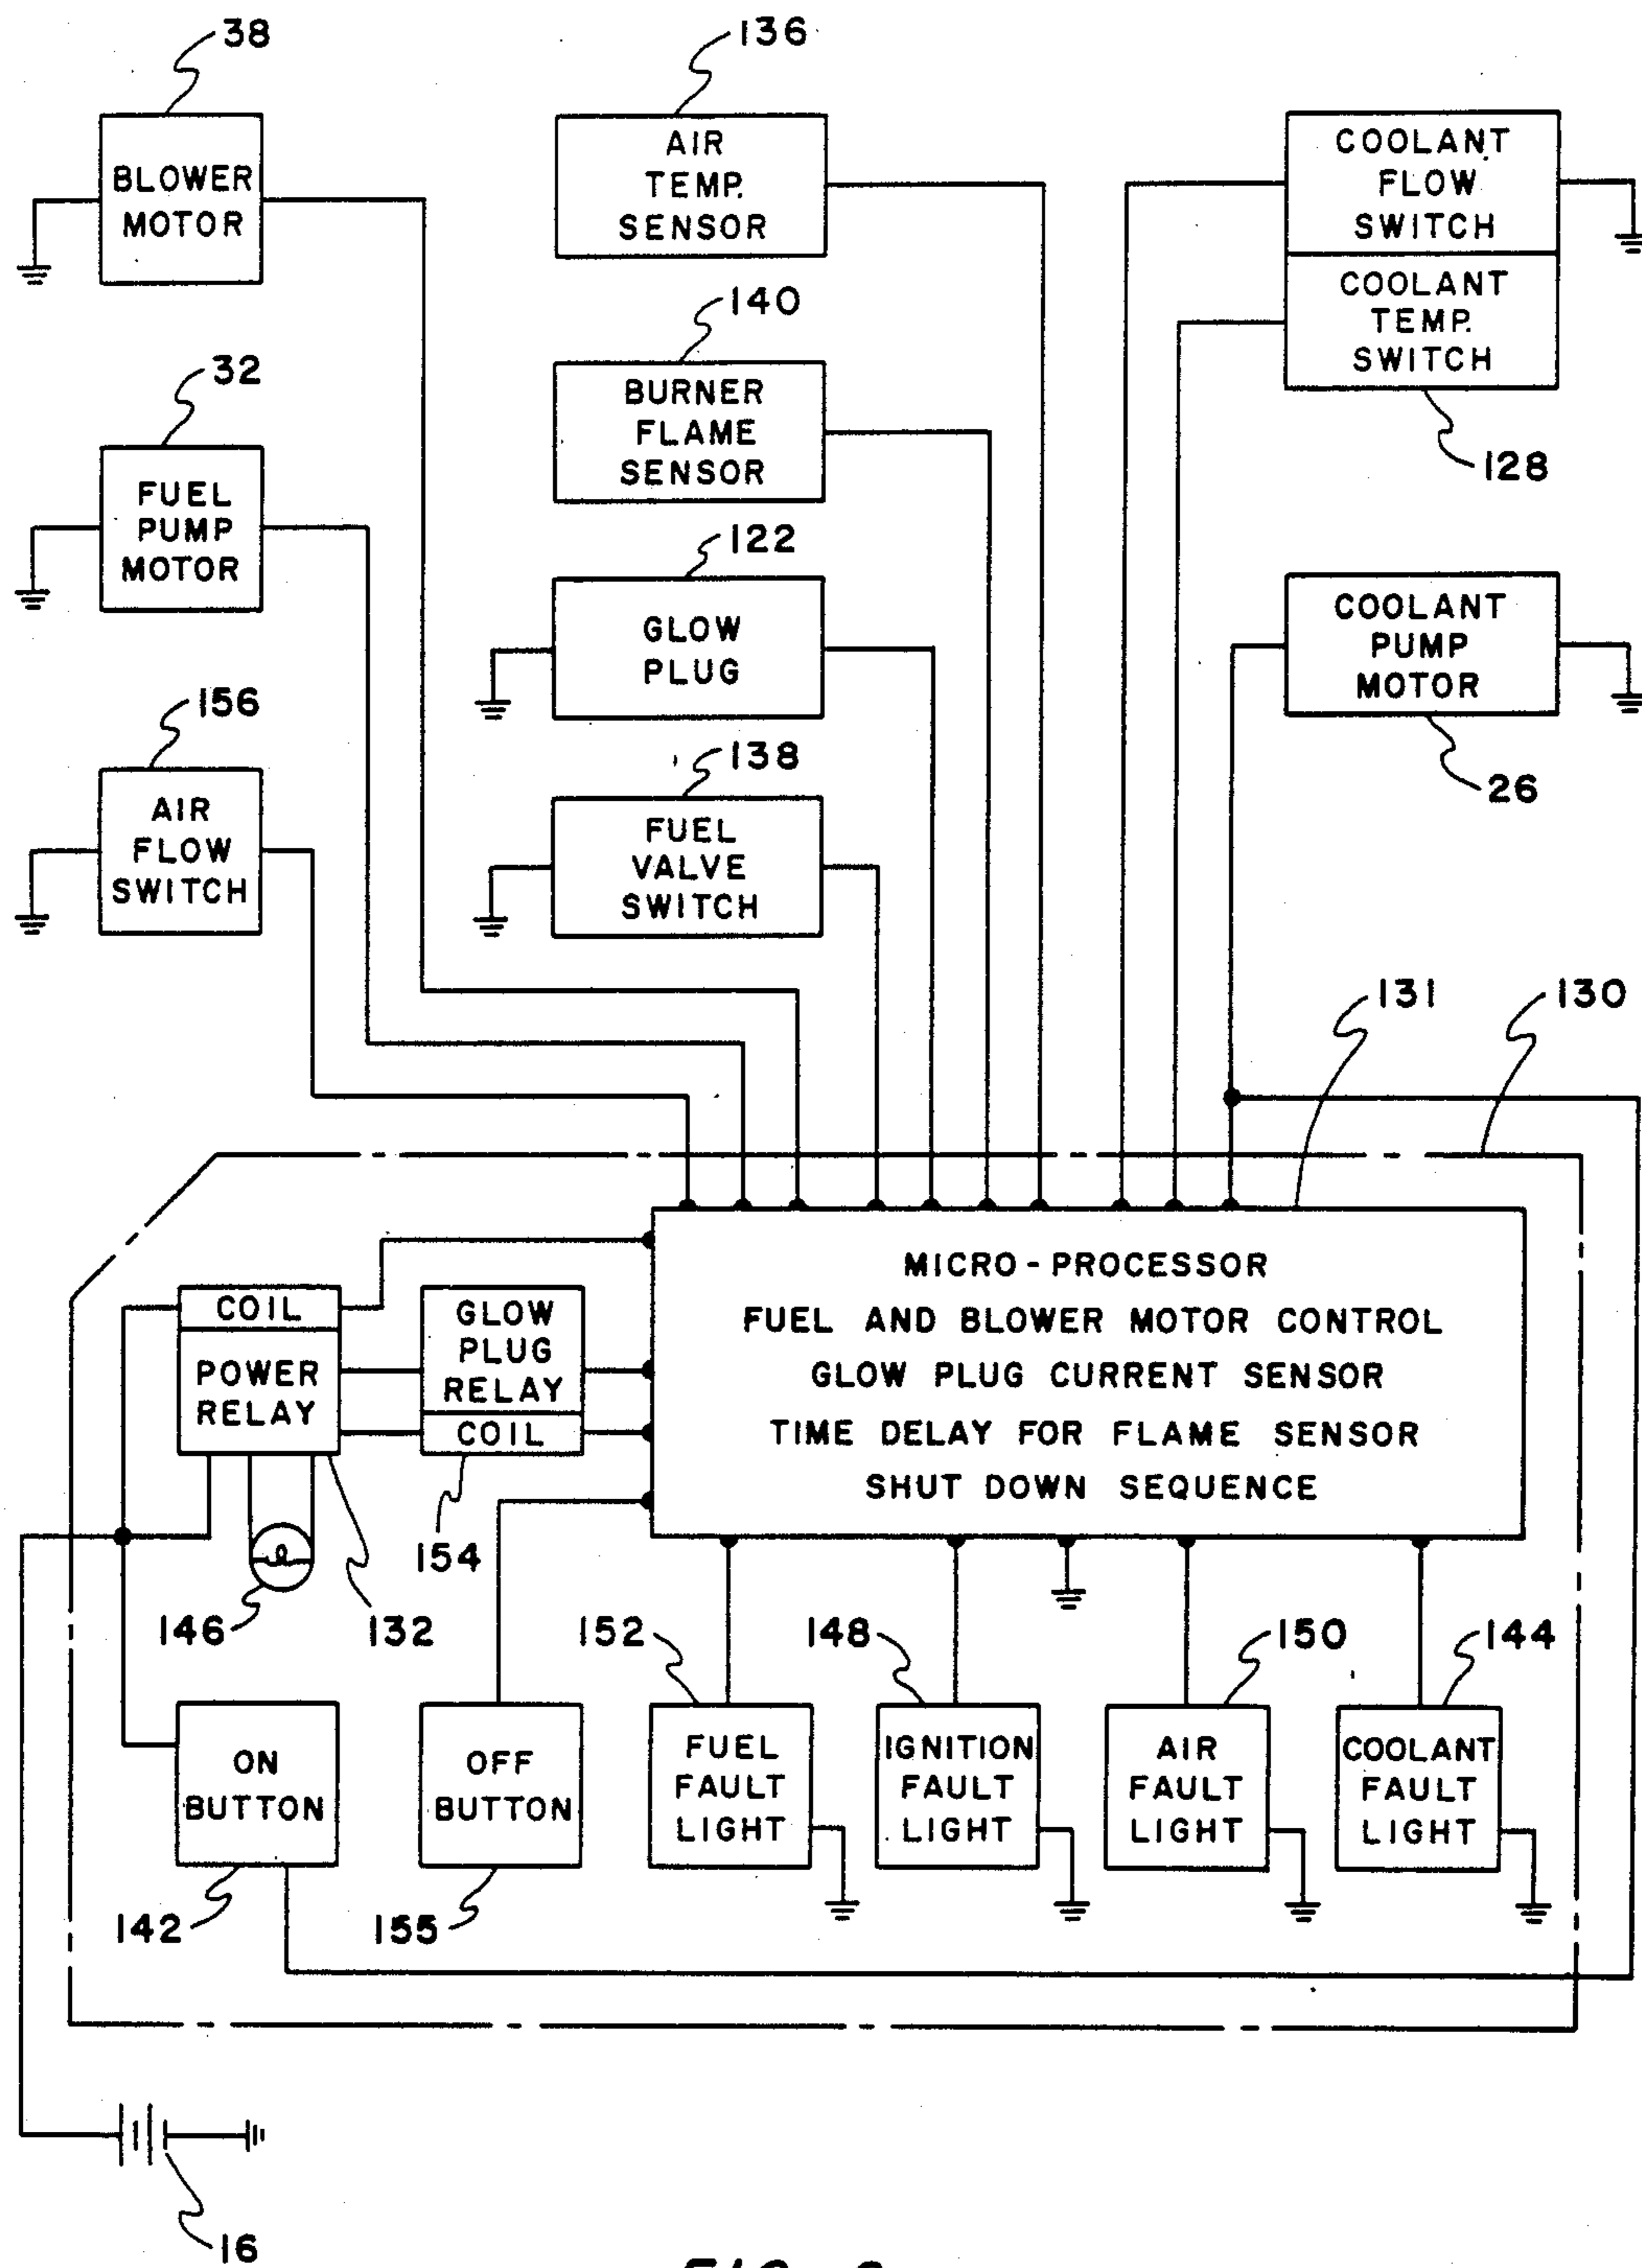 38
BLOWER
MOTOR
136
AIR
TEMP.
SENSOR
COOLANT
FLOW
SWITCH
COOLANT
TEMP.
SWITCH
128
140
BURNER
FLAME
SENSOR
32
FUEL
PUMP
MOTOR
122
GLOW
PLUG
COOLANT
PUMP
MOTOR
26
156
AIR
FLOW
SWITCH
138
FUEL
VALVE
SWITCH
131
130
MICRO-PROCESSOR
FUEL AND BLOWER MOTOR CONTROL
GLOW PLUG CURRENT SENSOR
TIME DELAY FOR FLAME SENSOR
SHUT DOWN SEQUENCE
COIL
POWER
RELAY
GLOW
PLUG
RELAY
COIL
154
146
132
152
148
150
144
ON
BUTTON
OFF
BUTTON
FUEL
FAULT
LIGHT
IGNITION
FAULT
LIGHT
AIR
FAULT
LIGHT
COOLANT
FAULT
LIGHT
142
155
16